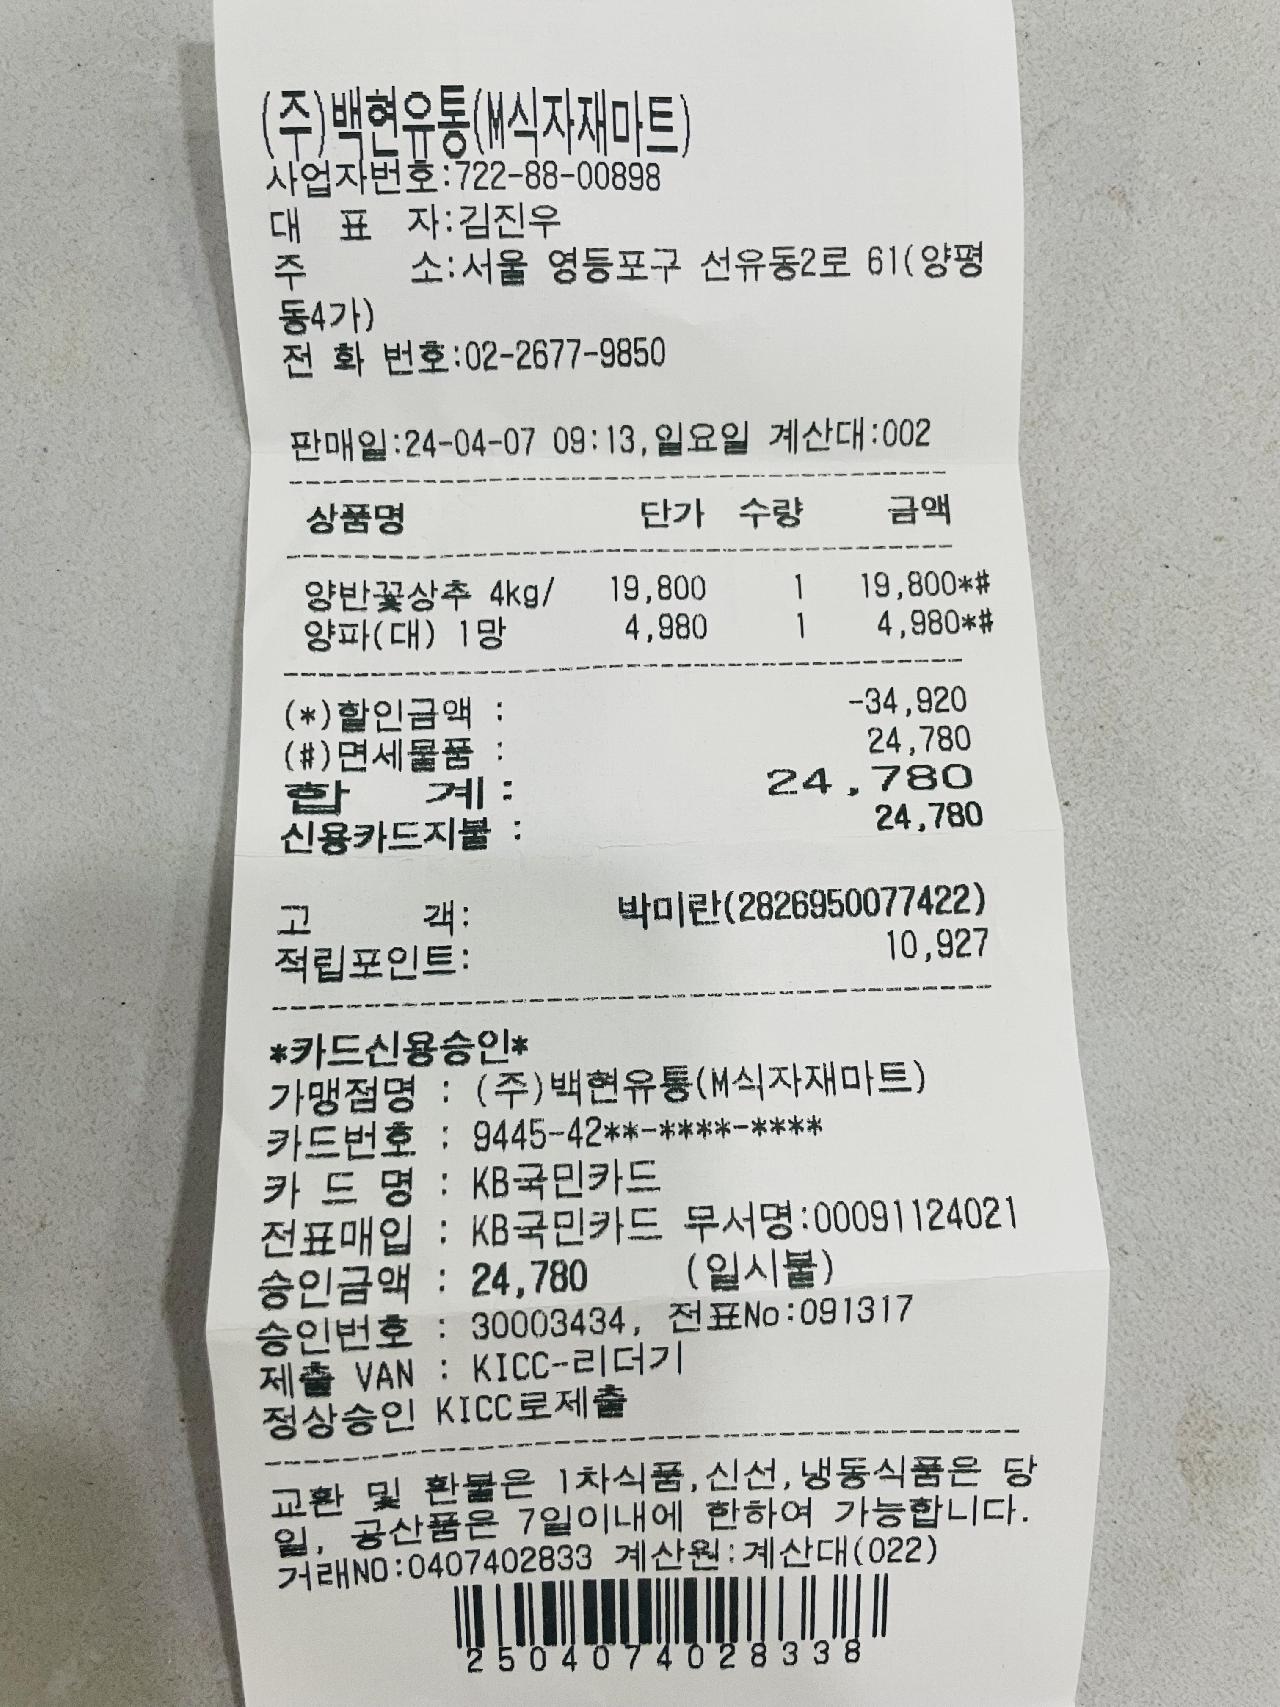 (주)백현유통(M식자재마트)
사업자번호:722-88-00898
대 표 자:김진우
주 소:서울 영등포구 선유동2로 61(양평
동4가)
전 화 번호:02-2677-9850
판매일:24-04-07 09:13,일요일 계산대:002
상품명 단가 수량 금액
양반꽃상추 4kg/ 19,800 1 19,800*#
양파(대) 1망 4,980 1 4,980*#
(*)할인금액 : -34,920
(#)면세물품 : 24,780
합 계: 24,780
신용카드지불 : 24,780
고 객: 박미란(2826950077422)
적립포인트: 10,927
*카드신용승인*
가맹점명 : (주)백현유통(M식자재마트)
카드번호 : 9445-42**-****-****
카 드 명 : KB국민카드
전표매입 : KB국민카드 무서명:00091124021
승인금액 : 24,780 (일시불)
승인번호 : 30003434, 전표No:091317
제출 VAN : KICC-리더기
정상승인 KICC로제출
교환 및 환불은 1차식품,신선,냉동식품은 당
일, 공산품은 7일이내에 한하여 가능합니다.
거래NO:0407402833 계산원:계산대(022)
2504074028338